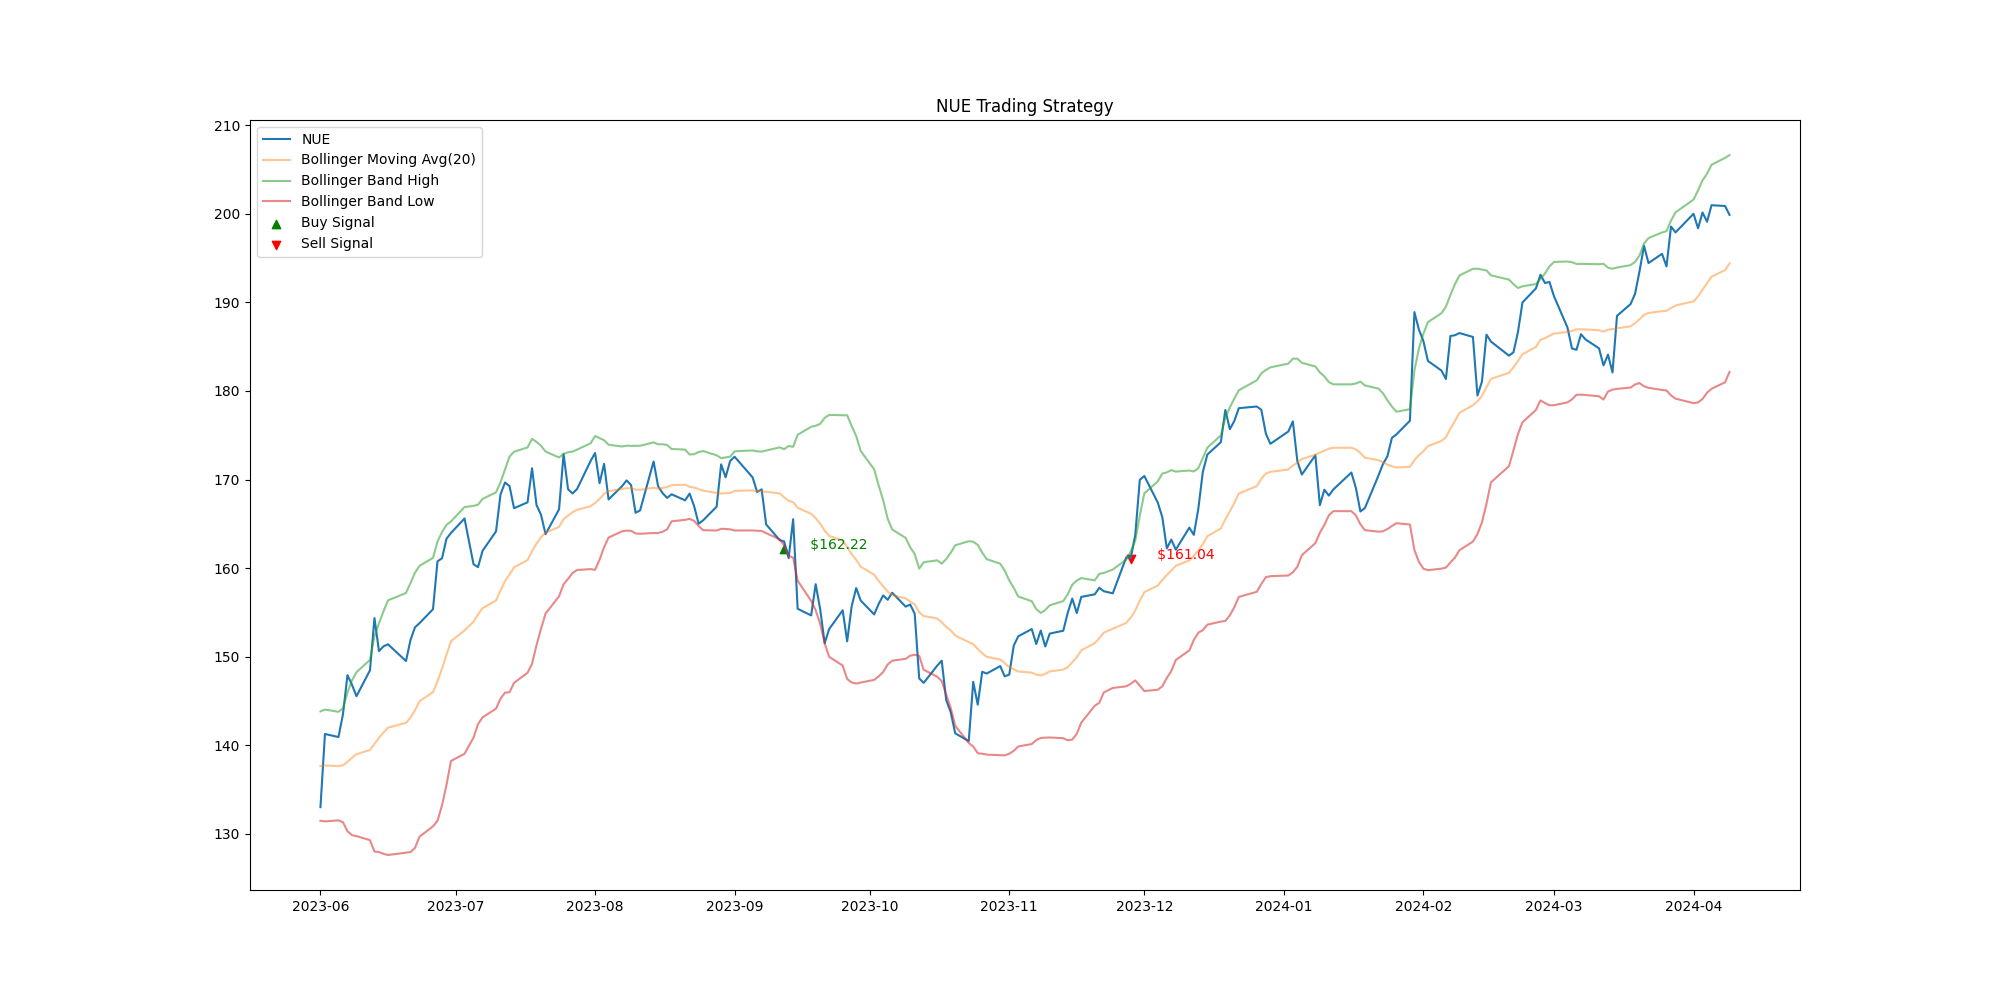 NUE Trading Strategy
210
200
190
180
170
160
150
140
130
NUE
Bollinger Moving Avg(20)
Bollinger Band High
Bollinger Band Low
Buy Signal
Sell Signal
$162.22
$161.04
2023-06 2023-07 2023-08 2023-09 2023-10 2023-11 2023-12 2024-01 2024-02 2024-03 2024-04